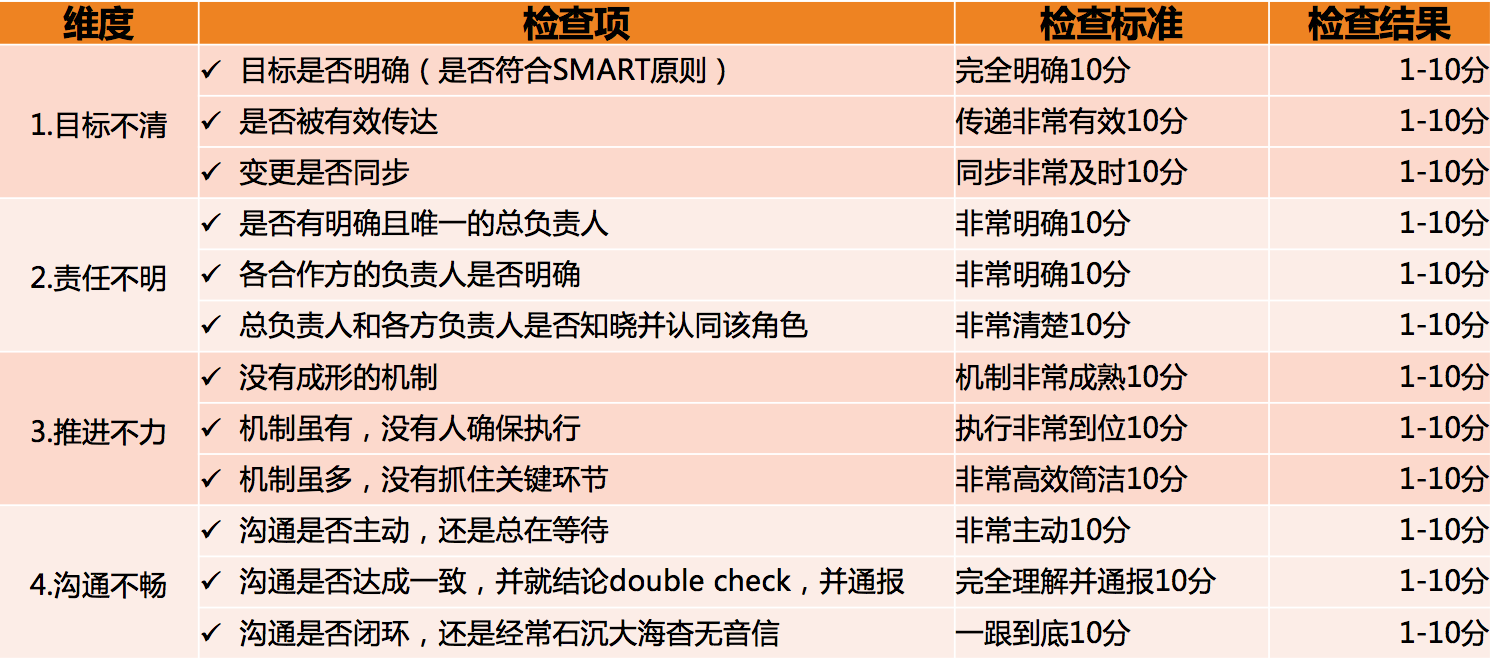 维度 检查项 检查标准 检查结果
1.目标不清
✓ 目标是否明确（是否符合SMART原则） 完全明确10分 1-10分
✓ 是否被有效传达 传递非常有效10分 1-10分
✓ 变更是否同步 同步非常及时10分 1-10分
2.责任不明
✓ 是否有明确且唯一的总负责人 非常明确10分 1-10分
✓ 各合作方的负责人是否明确 非常明确10分 1-10分
✓ 总负责人和各方负责人是否知晓并认同该角色 非常清楚10分 1-10分
3.推进不力
✓ 没有成形的机制 机制非常成熟10分 1-10分
✓ 机制虽有，没有人确保执行 执行非常到位10分 1-10分
✓ 机制虽多，没有抓住关键环节 非常高效简洁10分 1-10分
4.沟通不畅
✓ 沟通是否主动，还是总在等待 非常主动10分 1-10分
✓ 沟通是否达成一致，并就结论double check，并通报 完全理解并通报10分 1-10分
✓ 沟通是否闭环，还是经常石沉大海杳无音信 一跟到底10分 1-10分